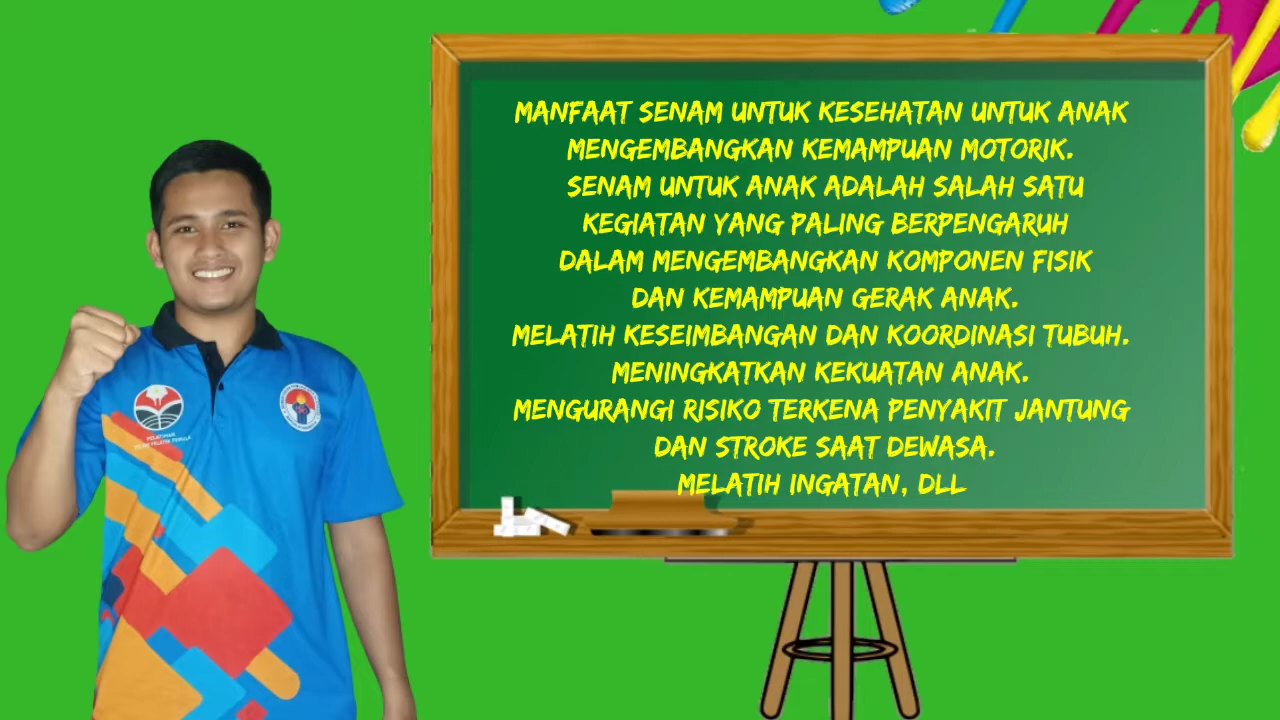 MANFAAT SENAM UNTUK KESEHATAN UNTUK ANAK
MENGEMBANGKAN KEMAMPUAN MOTORIK.
SENAM UNTUK ANAK ADALAH SALAH SATU
KEGIATAN YANG PALING BERPENGARUH
DALAM MENGEMBANGKAN KOMPONEN FISIK
DAN KEMAMPUAN GERAK ANAK.
MELATIH KESEIMBANGAN DAN KOORDINASI TUBUH.
MENINGKATKAN KEKUATAN ANAK.
MENGURANGI RISIKO TERKENA PENYAKIT JANTUNG
DAN STROKE SAAT DEWASA.
MELATIH INGATAN, DLL
PELATIHAN